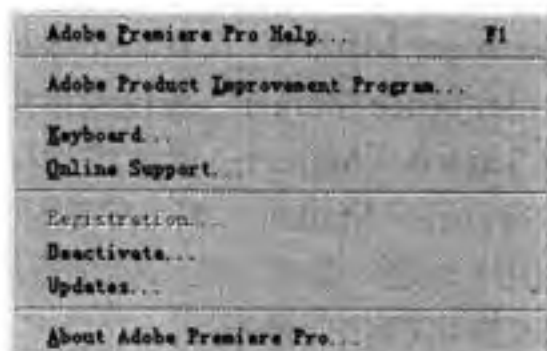 Adobe Premiere Pro Help... F1
Adobe Product Improvement Program...
Keyboard...
Online Support...
Registration...
Deactivate...
Updates...
About Adobe Premiere Pro...